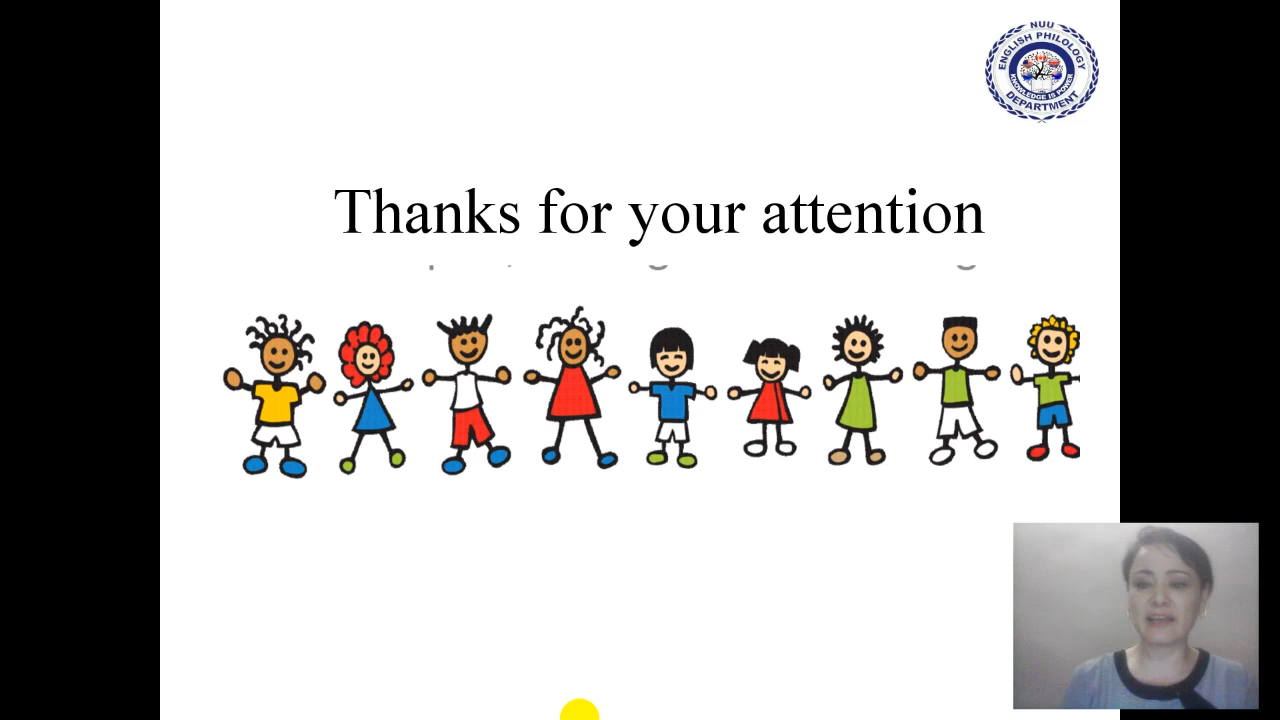 NUU
ENGLISH PHILOLOGY
KNOWLEDGE IS POWER
DEPARTMENT
Thanks for your attention